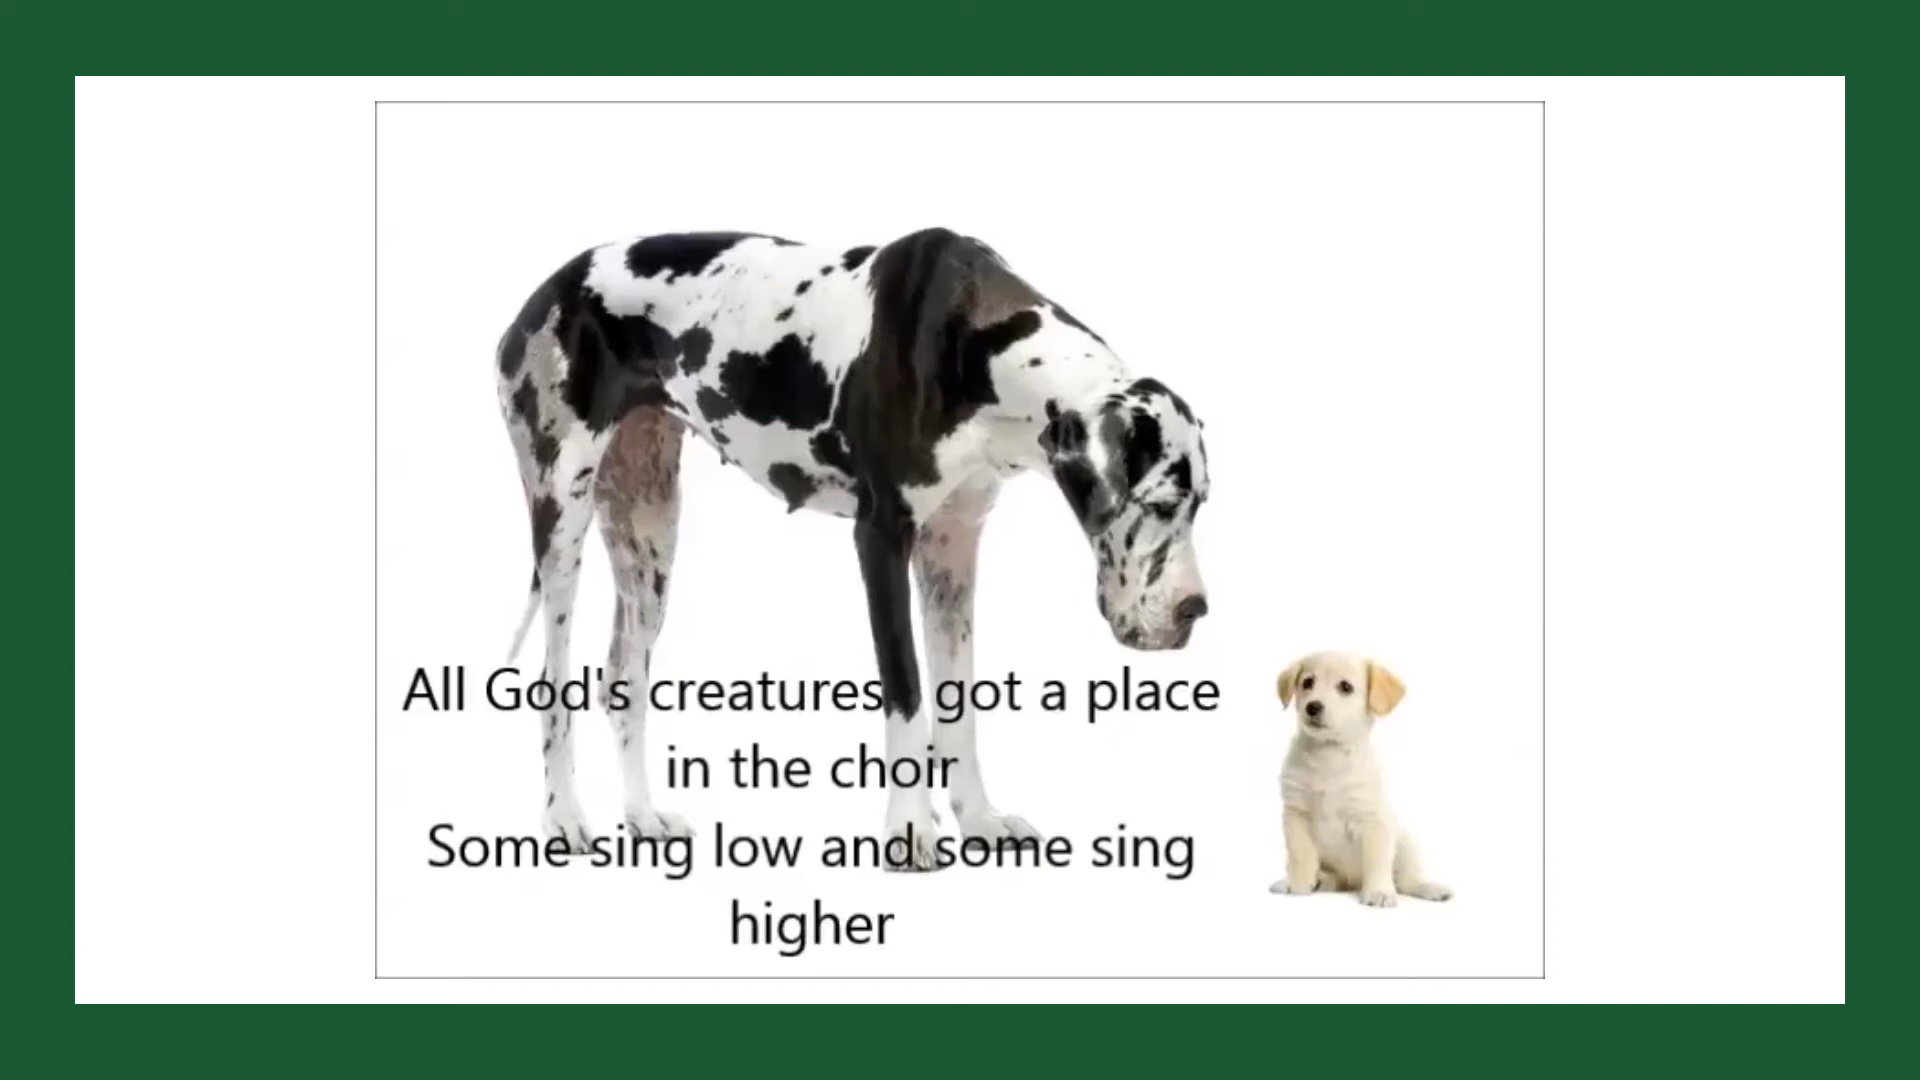 All God's creatures got a place
in the choir
Some sing low and some sing
higher